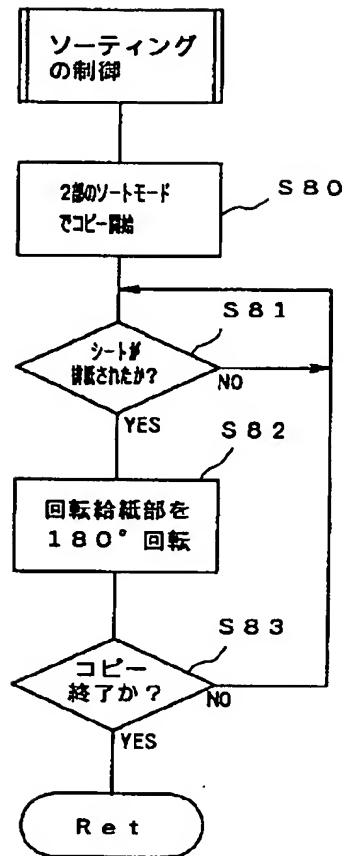 ソーティング
の制御
2部のソートモード
でコピー開始
S80
シートが
排紙されたか?
S81
NO
YES
S82
回転給紙部を
180°回転
S83
コピー
終了か?
NO
YES
Ret